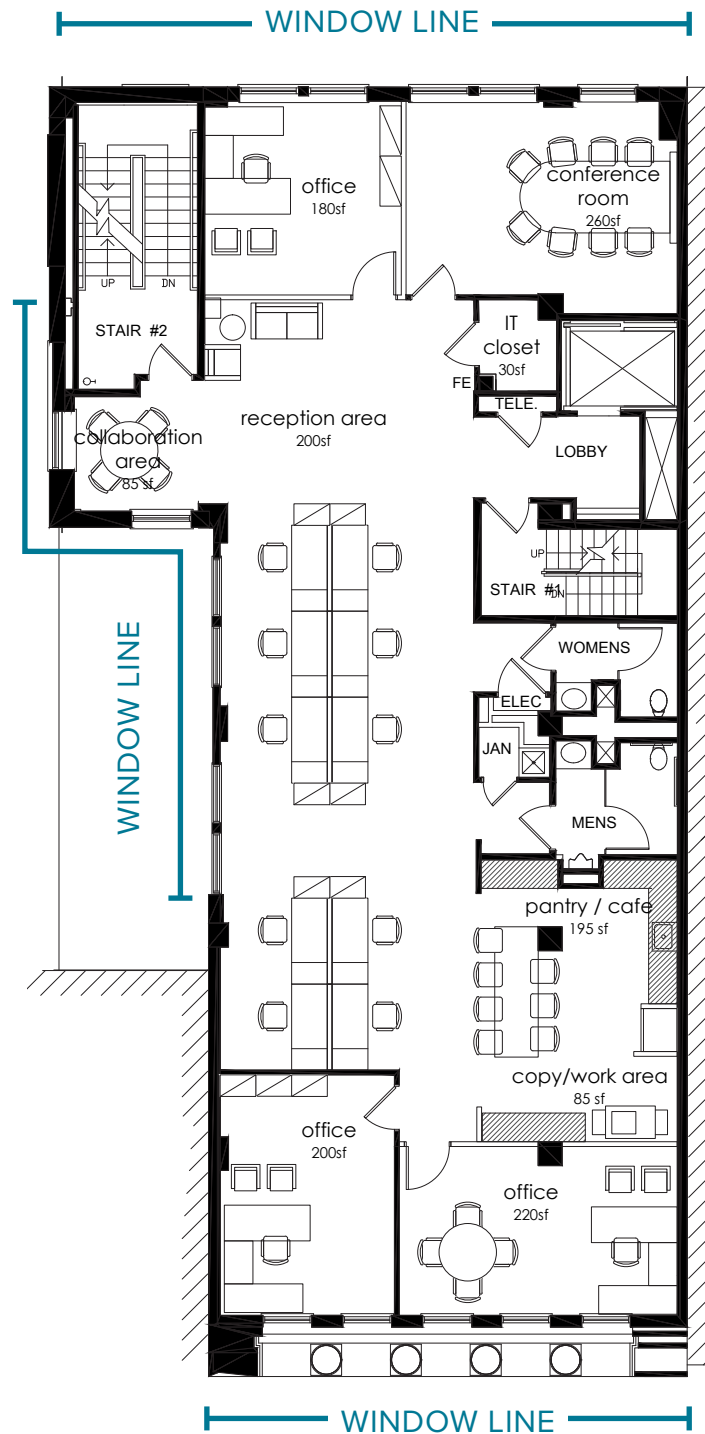 WINDOW LINE
office
180sf
conference
room
260sf
UP
DN
STAIR #2
IT
closet
30sf
FE
TELE.
LOBBY
reception area
200sf
collaboration
area
85 sf
UP
STAIR #1
DN
WINDOW LINE
WOMENS
ELEC
JAN
MENS
pantry / cafe
195 sf
copy/work area
85 sf
office
200sf
office
220sf
WINDOW LINE